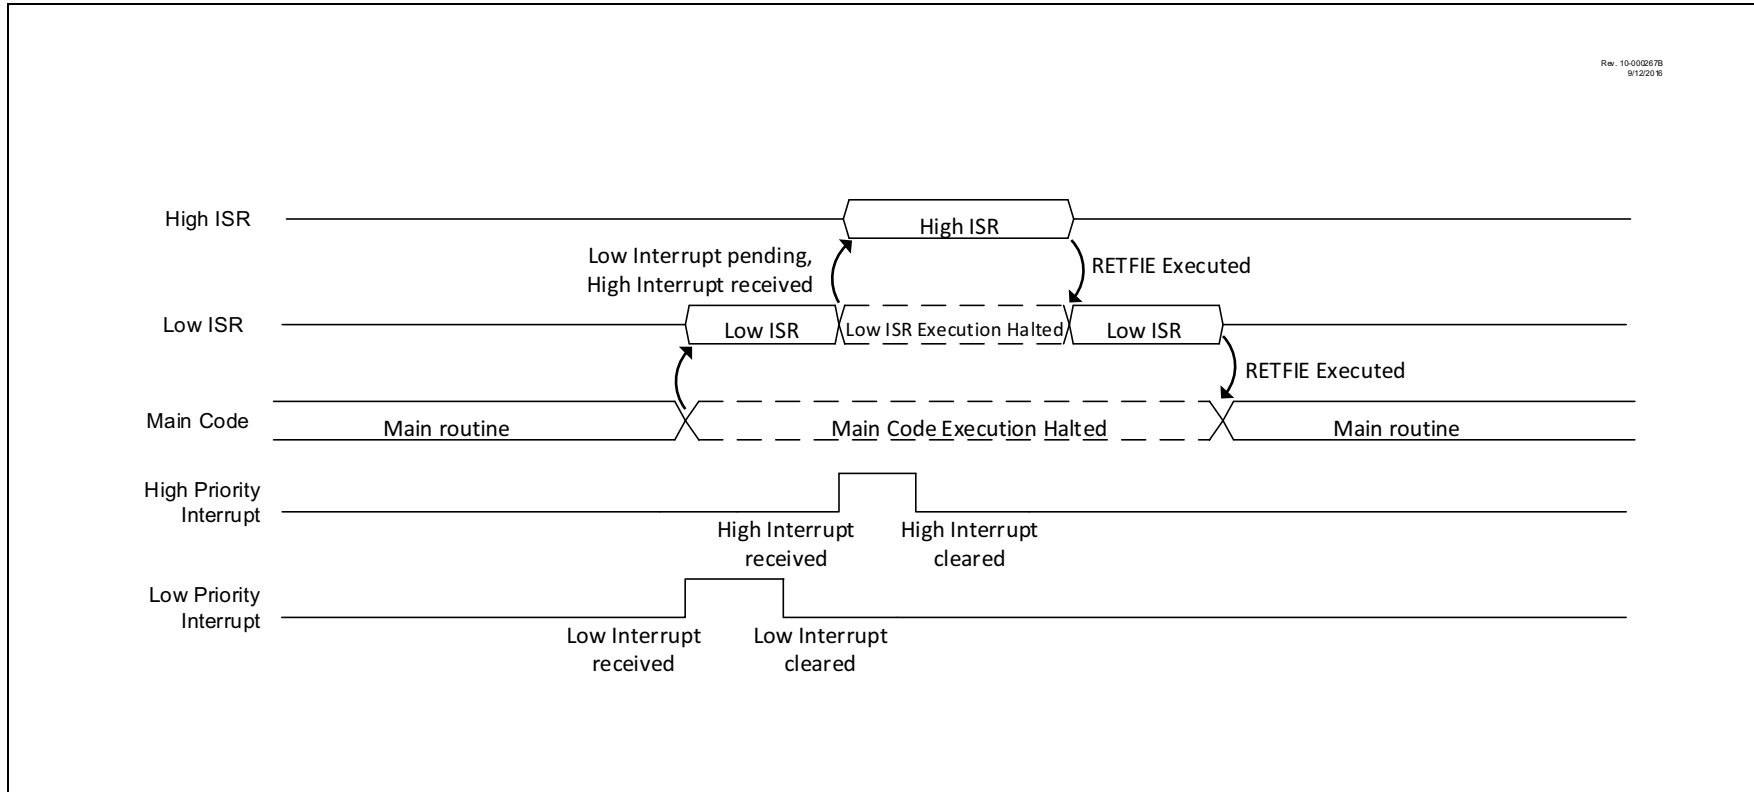 Rev. 10-000267B
9/12/2016
High ISR
High ISR
Low Interrupt pending,
High Interrupt received
RETFIE Executed
Low ISR
Low ISR
Low ISR Execution Halted
Low ISR
RETFIE Executed
Main Code
Main routine
Main Code Execution Halted
Main routine
High Priority
Interrupt
High Interrupt
received
High Interrupt
cleared
Low Priority
Interrupt
Low Interrupt
received
Low Interrupt
cleared